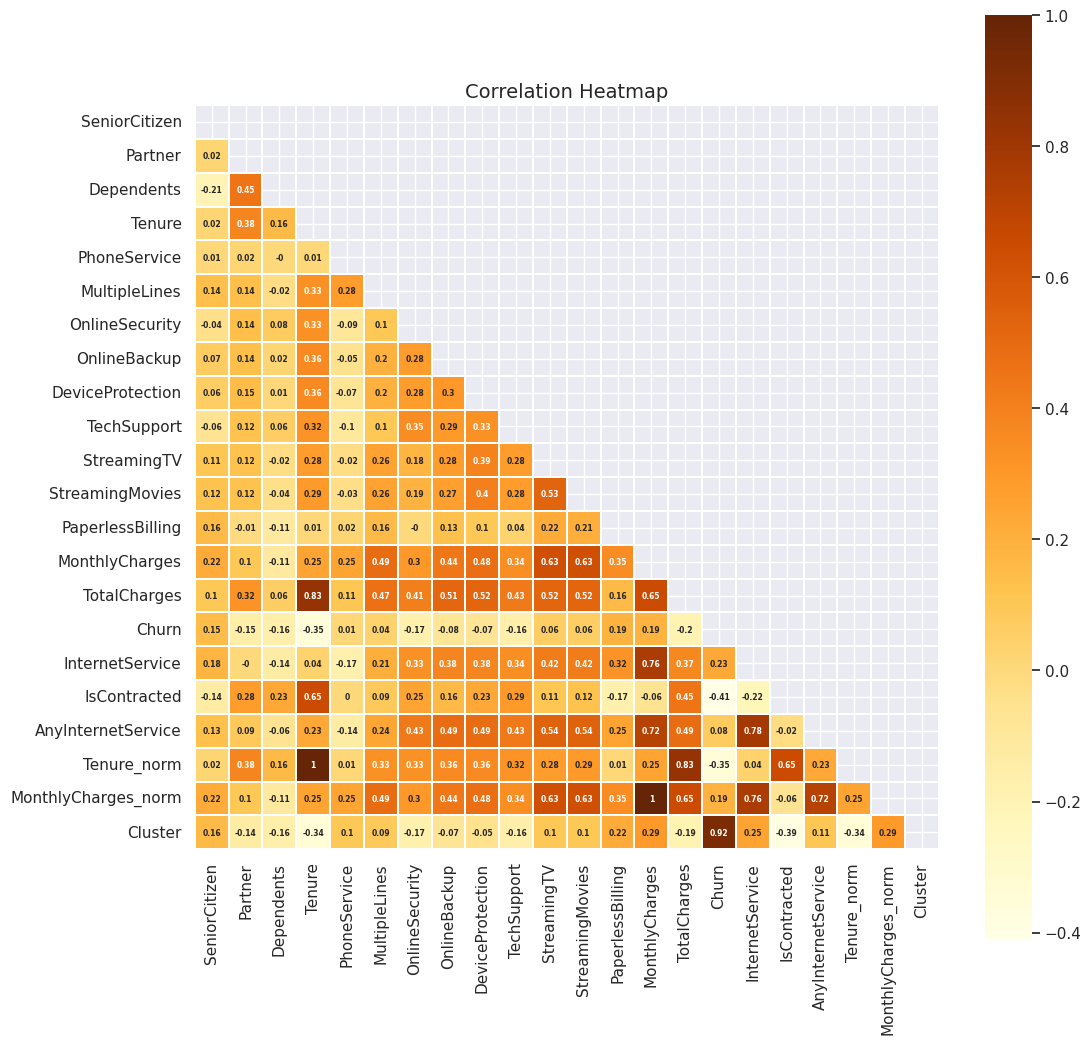 Correlation Heatmap
SeniorCitizen
Partner 0.02
Dependents -0.21 0.45
Tenure 0.02 0.38 0.16
PhoneService 0.01 0.02 -0 0.01
MultipleLines 0.14 0.14 -0.02 0.33 0.28
OnlineSecurity -0.04 0.14 0.08 0.33 -0.09 0.1
OnlineBackup 0.07 0.14 0.02 0.36 -0.05 0.2 0.28
DeviceProtection 0.06 0.15 0.01 0.36 -0.07 0.2 0.28 0.3
TechSupport -0.06 0.12 0.06 0.32 -0.1 0.1 0.35 0.29 0.33
StreamingTV 0.11 0.12 -0.02 0.28 -0.02 0.26 0.18 0.28 0.39 0.28
StreamingMovies 0.12 0.12 -0.04 0.29 -0.03 0.26 0.19 0.27 0.4 0.28 0.53
PaperlessBilling 0.16 -0.01 -0.11 0.01 0.02 0.16 -0 0.13 0.1 0.04 0.22 0.21
MonthlyCharges 0.22 0.1 -0.11 0.25 0.25 0.49 0.3 0.44 0.48 0.34 0.63 0.63 0.35
TotalCharges 0.1 0.32 0.06 0.83 0.11 0.47 0.41 0.51 0.52 0.43 0.52 0.52 0.16 0.65
Churn 0.15 -0.15 -0.16 -0.35 0.01 0.04 -0.17 -0.08 -0.07 -0.16 0.06 0.06 0.19 0.19 -0.2
InternetService 0.18 -0 -0.14 0.04 -0.17 0.21 0.33 0.38 0.38 0.34 0.42 0.42 0.32 0.76 0.37 0.23
IsContracted -0.14 0.28 0.23 0.65 0 0.09 0.25 0.16 0.23 0.29 0.11 0.12 -0.17 -0.06 0.45 -0.41 -0.22
AnyInternetService 0.13 0.09 -0.06 0.23 -0.14 0.24 0.43 0.49 0.49 0.43 0.54 0.54 0.25 0.72 0.49 0.08 0.78 -0.02
Tenure_norm 0.02 0.38 0.16 1 0.01 0.33 0.33 0.36 0.36 0.32 0.28 0.29 0.01 0.25 0.83 -0.35 0.04 0.65 0.23
MonthlyCharges_norm 0.22 0.1 -0.11 0.25 0.25 0.49 0.3 0.44 0.48 0.34 0.63 0.63 0.35 1 0.65 0.19 0.76 -0.06 0.72 0.25
Cluster 0.16 -0.14 -0.16 -0.34 0.1 0.09 -0.17 -0.07 -0.05 -0.16 0.1 0.1 0.22 0.29 -0.19 0.92 0.25 -0.39 0.11 -0.34 0.29
SeniorCitizen
Partner
Dependents
Tenure
PhoneService
MultipleLines
OnlineSecurity
OnlineBackup
DeviceProtection
TechSupport
StreamingTV
StreamingMovies
PaperlessBilling
MonthlyCharges
TotalCharges
Churn
InternetService
IsContracted
AnyInternetService
Tenure_norm
MonthlyCharges_norm
Cluster
1.0
0.8
0.6
0.4
0.2
0.0
−0.2
−0.4